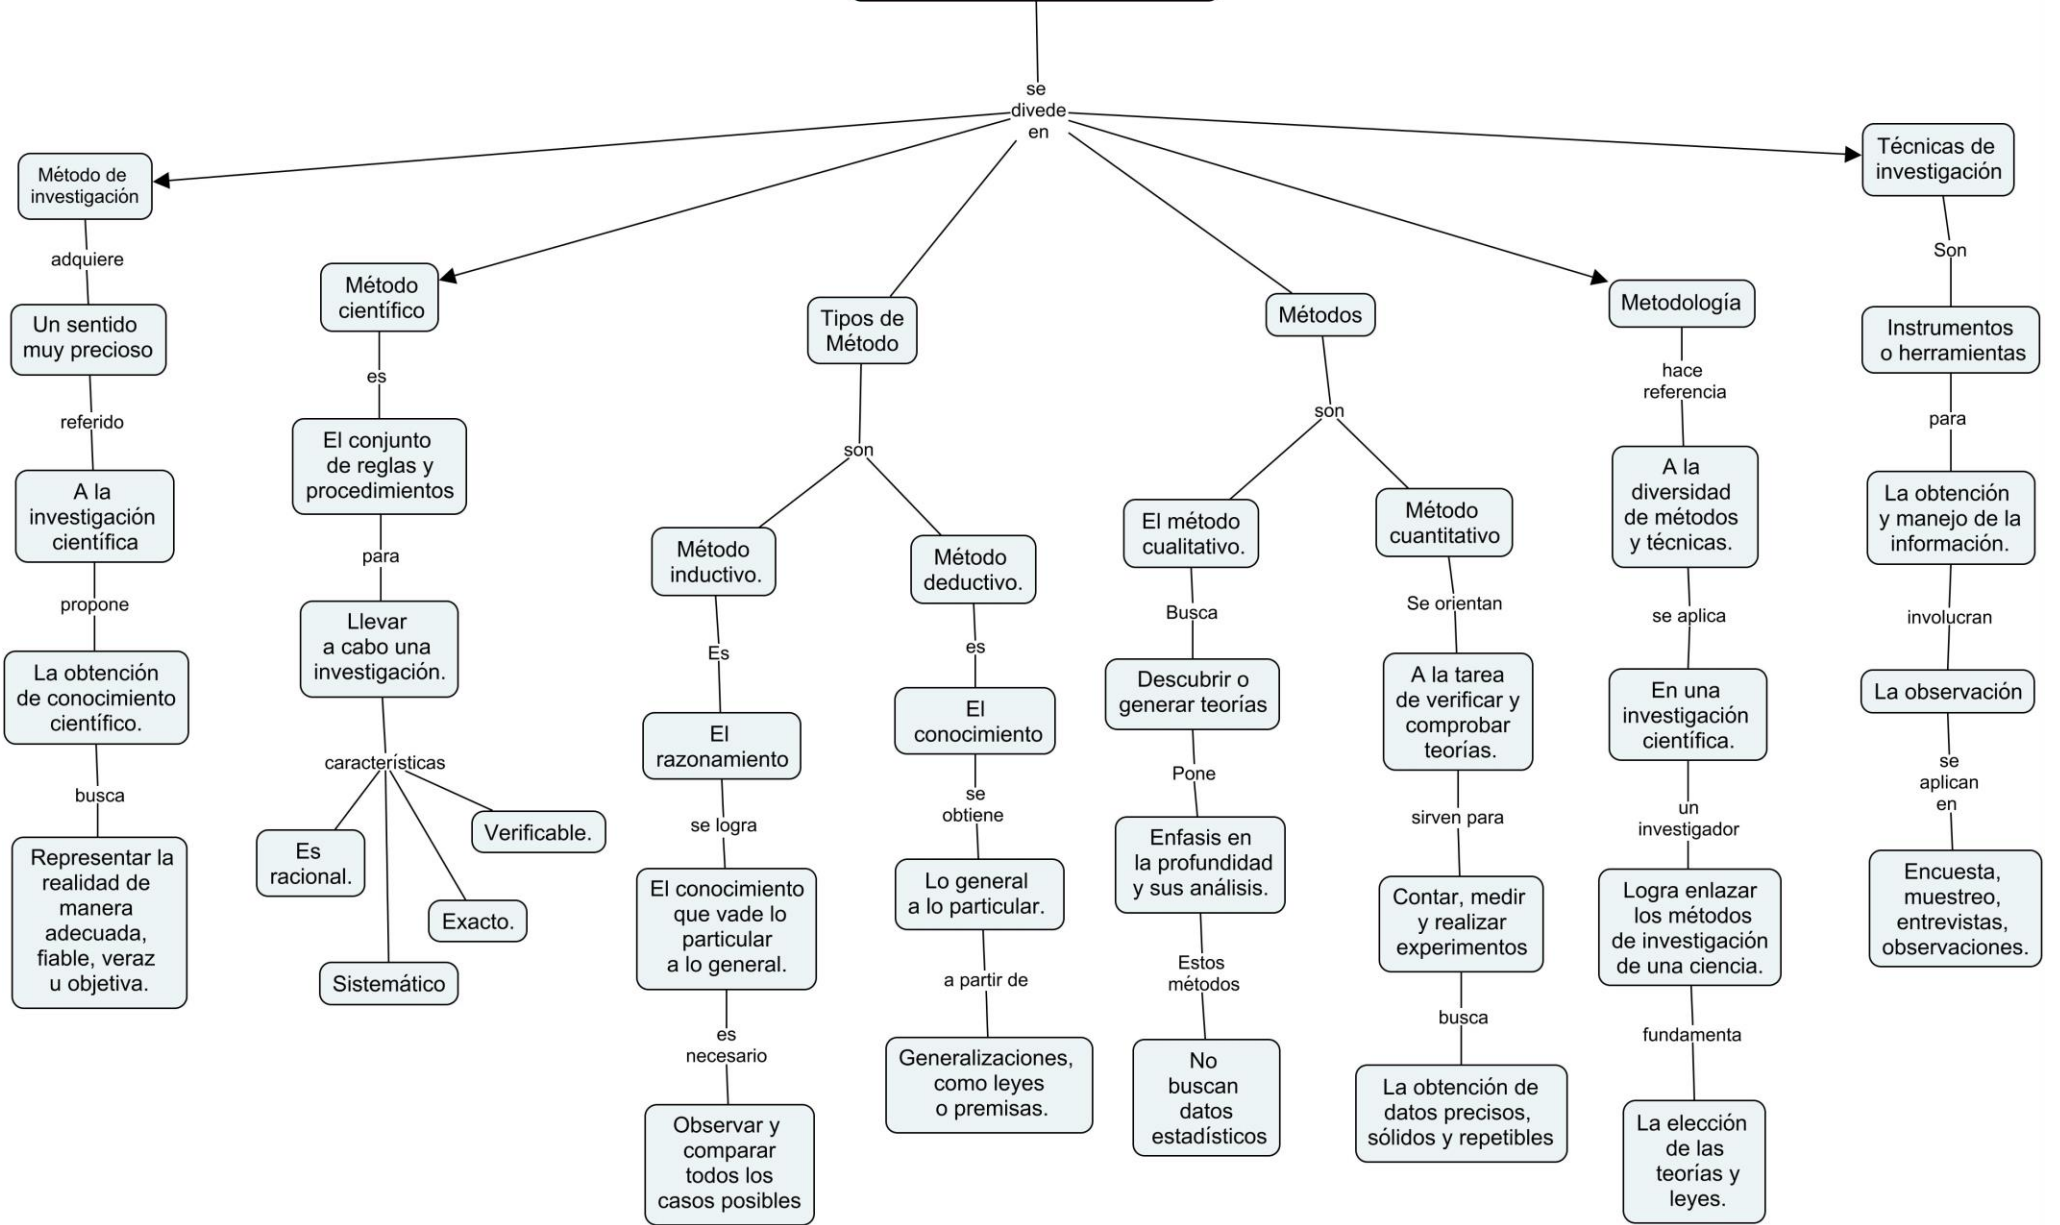 se
divede
en
Método de
investigación
adquiere
Un sentido
muy precioso
referido
A la
investigación
científica
propone
La obtención
de conocimiento
científico.
busca
Representar la
realidad de
manera
adecuada,
fiable, veraz
u objetiva.
Método
científico
es
El conjunto
de reglas y
procedimientos
para
Llevar
a cabo una
investigación.
características
Es
racional.
Sistemático
Exacto.
Verificable.
Tipos de
Método
son
Método
inductivo.
Es
El
razonamiento
se logra
El conocimiento
que vade lo
particular
a lo general.
es
necesario
Observar y
comparar
todos los
casos posibles
Método
deductivo.
es
El
conocimiento
se
obtiene
Lo general
a lo particular.
a partir de
Generalizaciones,
como leyes
o premisas.
Métodos
son
El método
cualitativo.
Busca
Descubrir o
generar teorías
Pone
Enfasis en
la profundidad
y sus análisis.
Estos
métodos
No
buscan
datos
estadísticos
Método
cuantitativo
Se orientan
A la tarea
de verificar y
comprobar
teorías.
sirven para
Contar, medir
y realizar
experimentos
busca
La obtención de
datos precisos,
sólidos y repetibles
Metodología
hace
referencia
A la
diversidad
de métodos
y técnicas.
se aplica
En una
investigación
científica.
un
investigador
Logra enlazar
los métodos
de investigación
de una ciencia.
fundamenta
La elección
de las
teorías y
leyes.
Técnicas de
investigación
Son
Instrumentos
o herramientas
para
La obtención
y manejo de la
información.
involucran
La observación
se
aplican
en
Encuesta,
muestreo,
entrevistas,
observaciones.